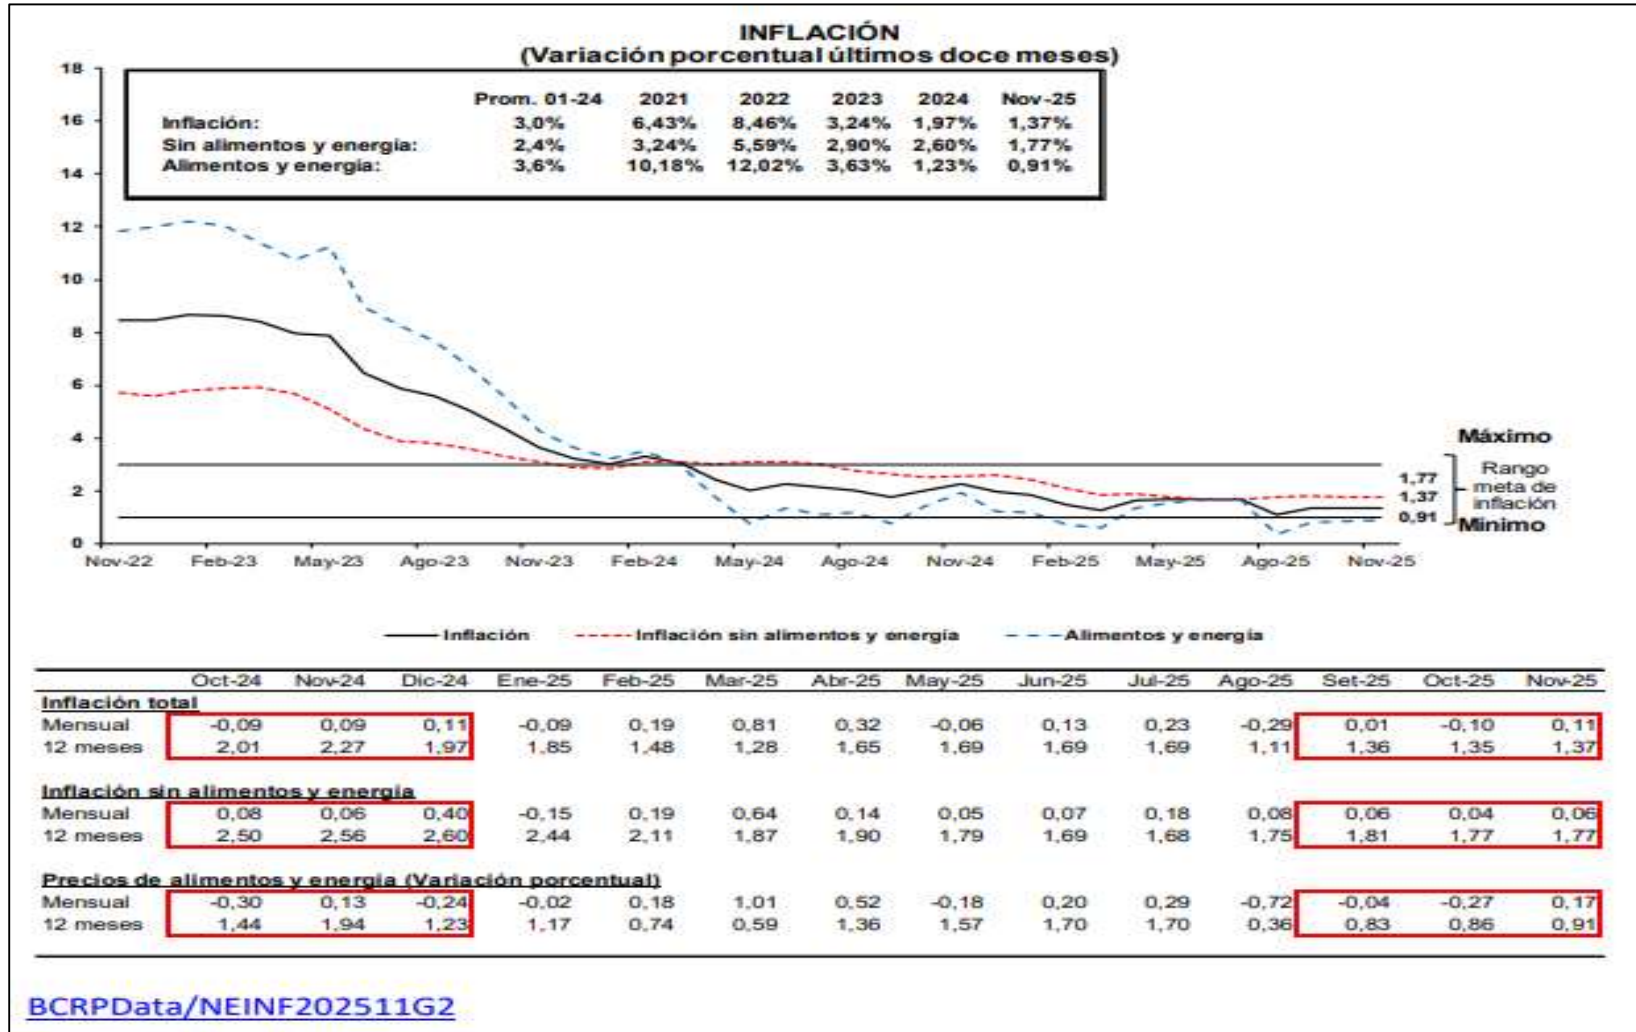 INFLACIÓN
(Variación porcentual últimos doce meses)
Prom. 01-24 2021 2022 2023 2024 Nov-25
Inflación: 3,0% 6,43% 8,46% 3,24% 1,97% 1,37%
Sin alimentos y energía: 2,4% 3,24% 5,59% 2,90% 2,60% 1,77%
Alimentos y energía: 3,6% 10,18% 12,02% 3,63% 1,23% 0,91%
18
16
14
12
10
8
6
4
2
0
Máximo
Rango
meta de
inflación
Mínimo
1,77
1,37
0,91
Nov-22 Feb-23 May-23 Ago-23 Nov-23 Feb-24 May-24 Ago-24 Nov-24 Feb-25 May-25 Ago-25 Nov-25
Inflación Inflación sin alimentos y energía Alimentos y energía
Oct-24 Nov-24 Dic-24 Ene-25 Feb-25 Mar-25 Abr-25 May-25 Jun-25 Jul-25 Ago-25 Set-25 Oct-25 Nov-25
Inflación total
Mensual -0,09 0,09 0,11 -0,09 0,19 0,81 0,32 -0,06 0,13 0,23 -0,29 0,01 -0,10 0,11
12 meses 2,01 2,27 1,97 1,85 1,48 1,28 1,65 1,69 1,69 1,69 1,11 1,36 1,35 1,37
Inflación sin alimentos y energía
Mensual 0,08 0,06 0,40 -0,15 0,19 0,64 0,14 0,05 0,07 0,18 0,08 0,06 0,04 0,06
12 meses 2,50 2,56 2,60 2,44 2,11 1,87 1,90 1,79 1,69 1,68 1,75 1,81 1,77 1,77
Precios de alimentos y energía (Variación porcentual)
Mensual -0,30 0,13 -0,24 -0,02 0,18 1,01 0,52 -0,18 0,20 0,29 -0,72 -0,04 -0,27 0,17
12 meses 1,44 1,94 1,23 1,17 0,74 0,59 1,36 1,57 1,70 1,70 0,36 0,83 0,86 0,91
BCRPData/NEINF202511G2